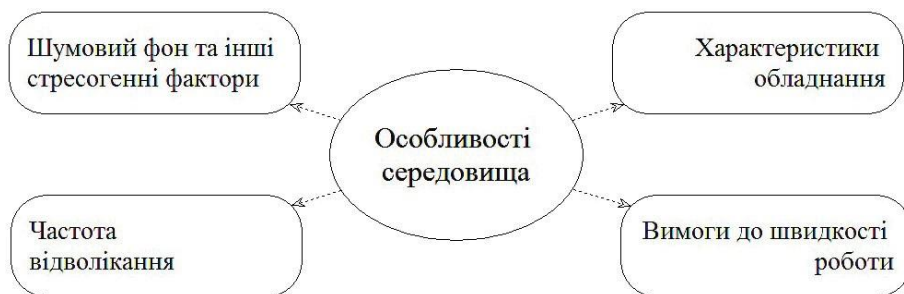 Шумовий фон та інші
стресогенні фактори
Характеристики
обладнання
Особливості
середовища
Частота
відволікання
Вимоги до швидкості
роботи